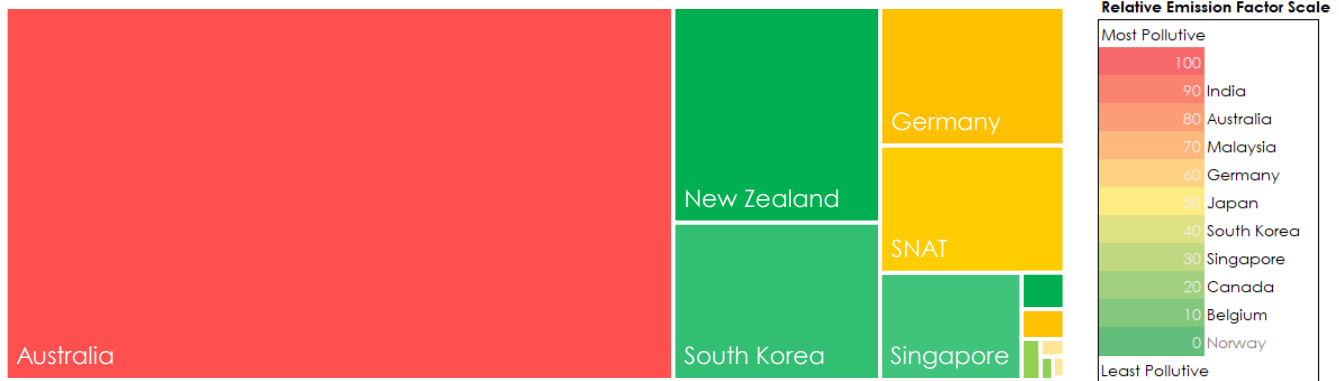 Australia
New Zealand
South Korea
Germany
SNAT
Singapore
Relative Emission Factor Scale
Most Pollutive
100
90 India
80 Australia
70 Malaysia
60 Germany
50 Japan
40 South Korea
30 Singapore
20 Canada
10 Belgium
0 Norway
Least Pollutive